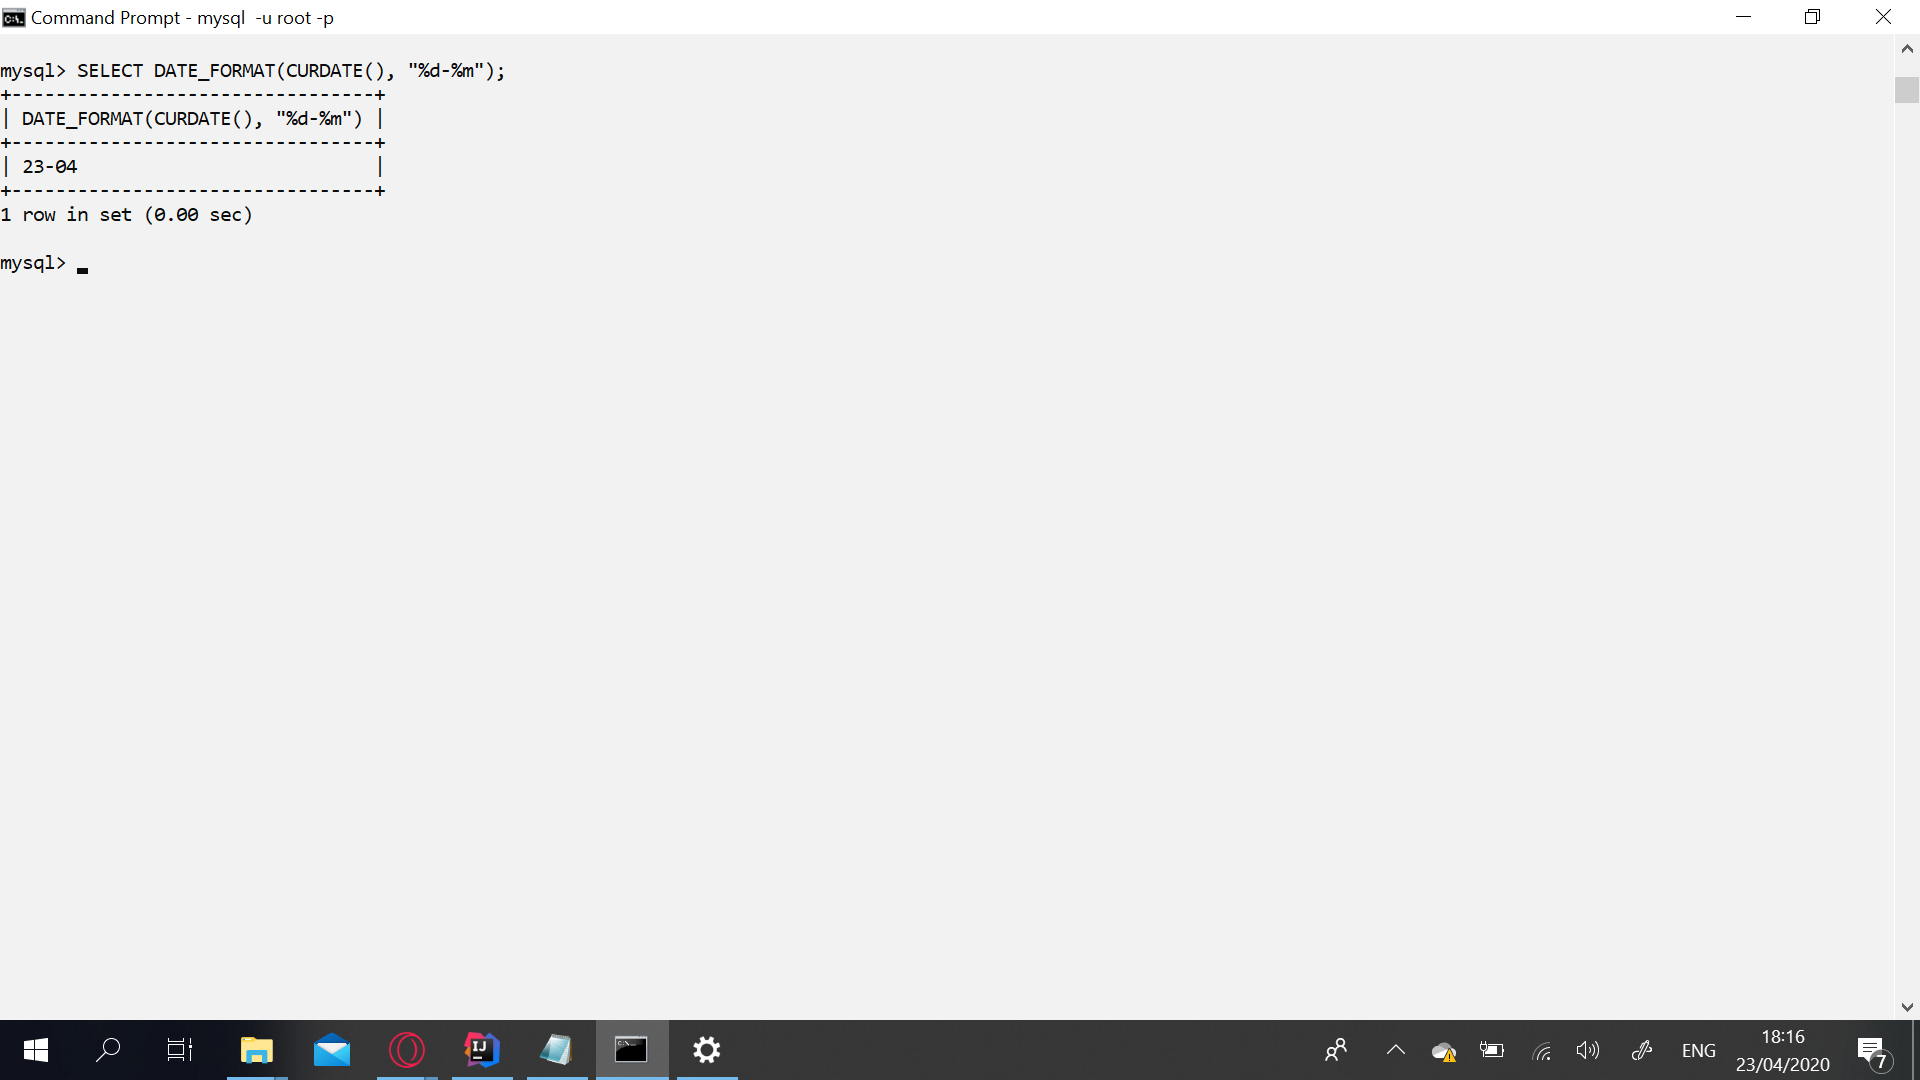 Command Prompt - mysql  -u root -p
mysql> SELECT DATE_FORMAT(CURDATE(), "%d-%m");
+---------------------------------+
| DATE_FORMAT(CURDATE(), "%d-%m") |
+---------------------------------+
| 23-04                           |
+---------------------------------+
1 row in set (0.00 sec)
mysql>
IJ
ENG
18:16
23/04/2020
7